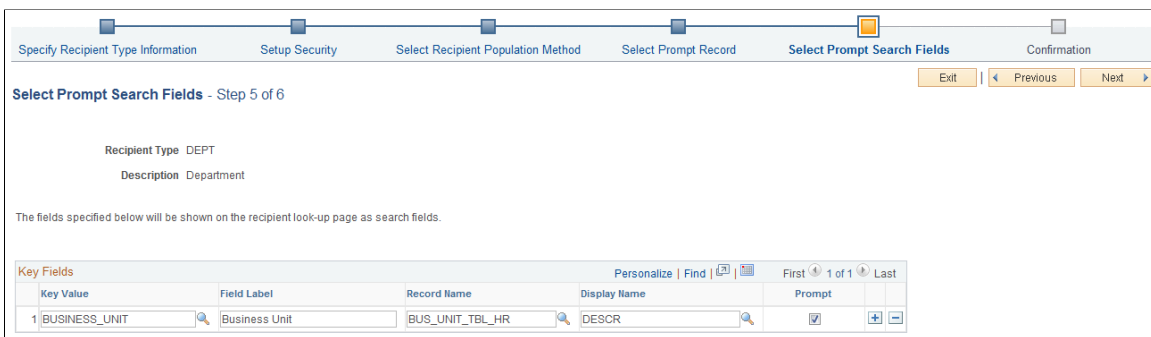 Specify Recipient Type Information Setup Security Select Recipient Population Method Select Prompt Record Select Prompt Search Fields Confirmation
Exit | Previous Next
Select Prompt Search Fields - Step 5 of 6
Recipient Type DEPT
Description Department
The fields specified below will be shown on the recipient look-up page as search fields.
Key Fields Personalize | Find | | First 1 of 1 Last
Key Value Field Label Record Name Display Name Prompt
1 BUSINESS_UNIT Business Unit BUS_UNIT_TBL_HR DESCR